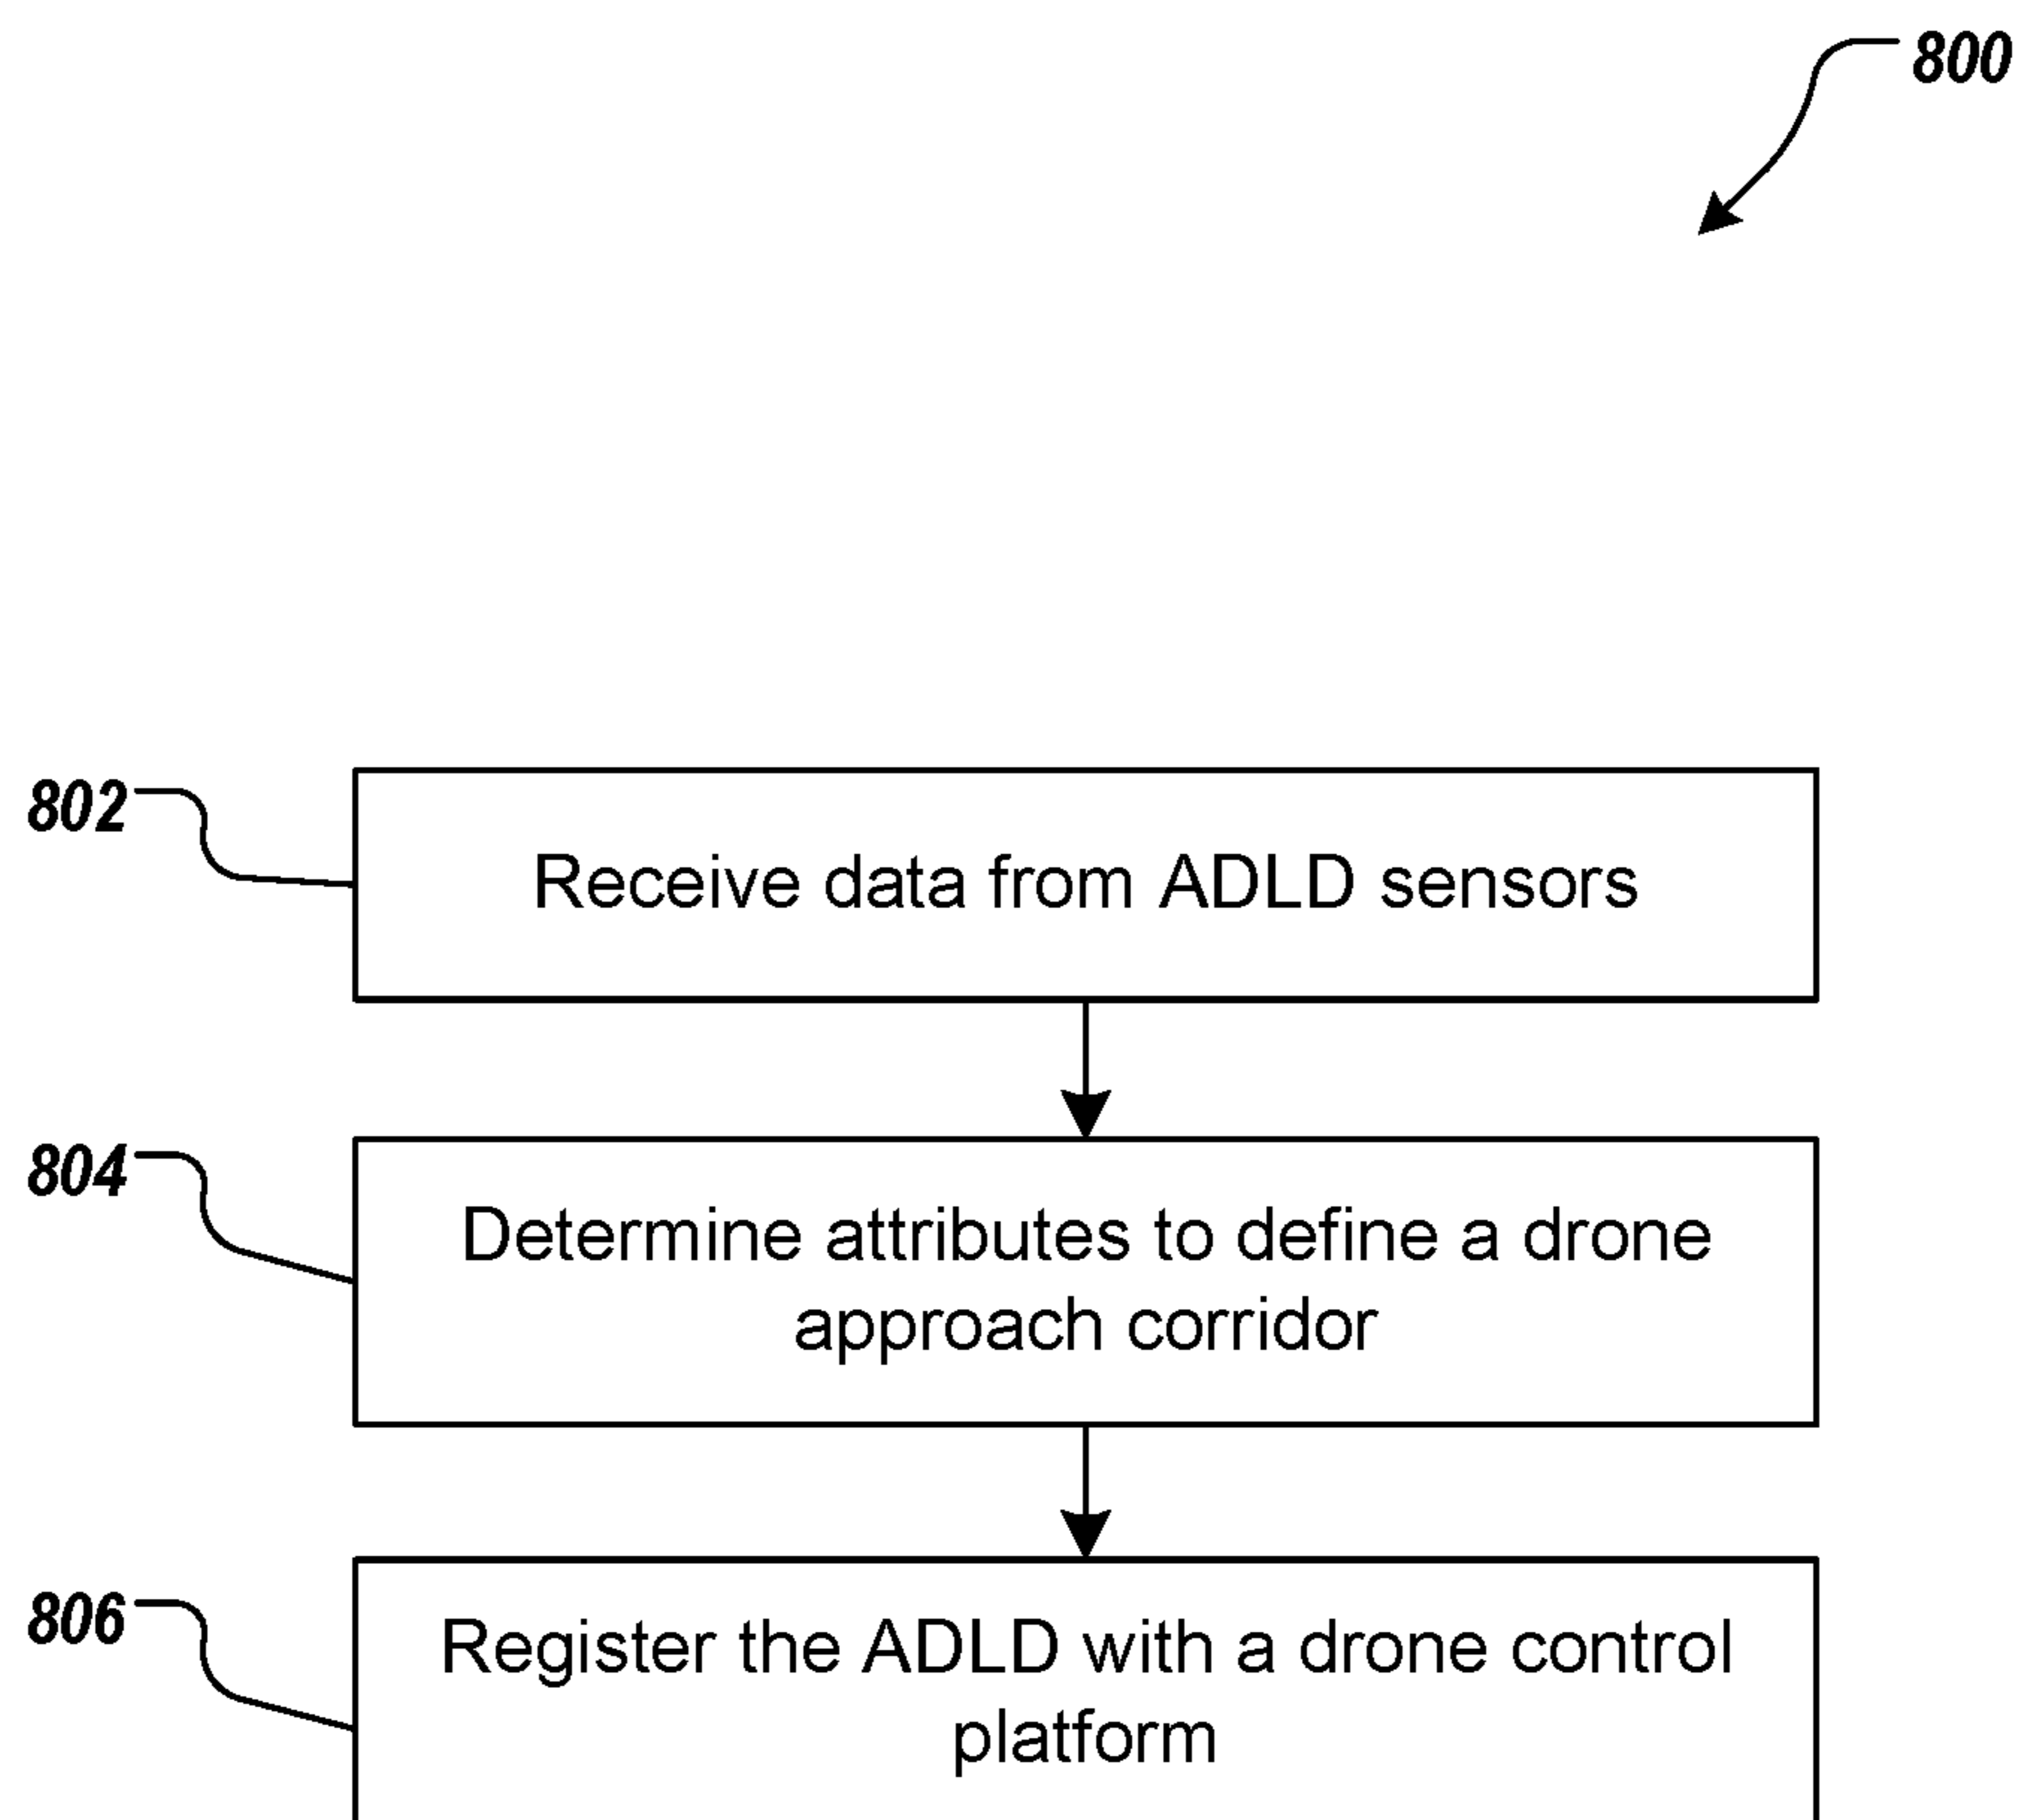 800
802
Receive data from ADLD sensors
804
Determine attributes to define a drone
approach corridor
806
Register the ADLD with a drone control
platform